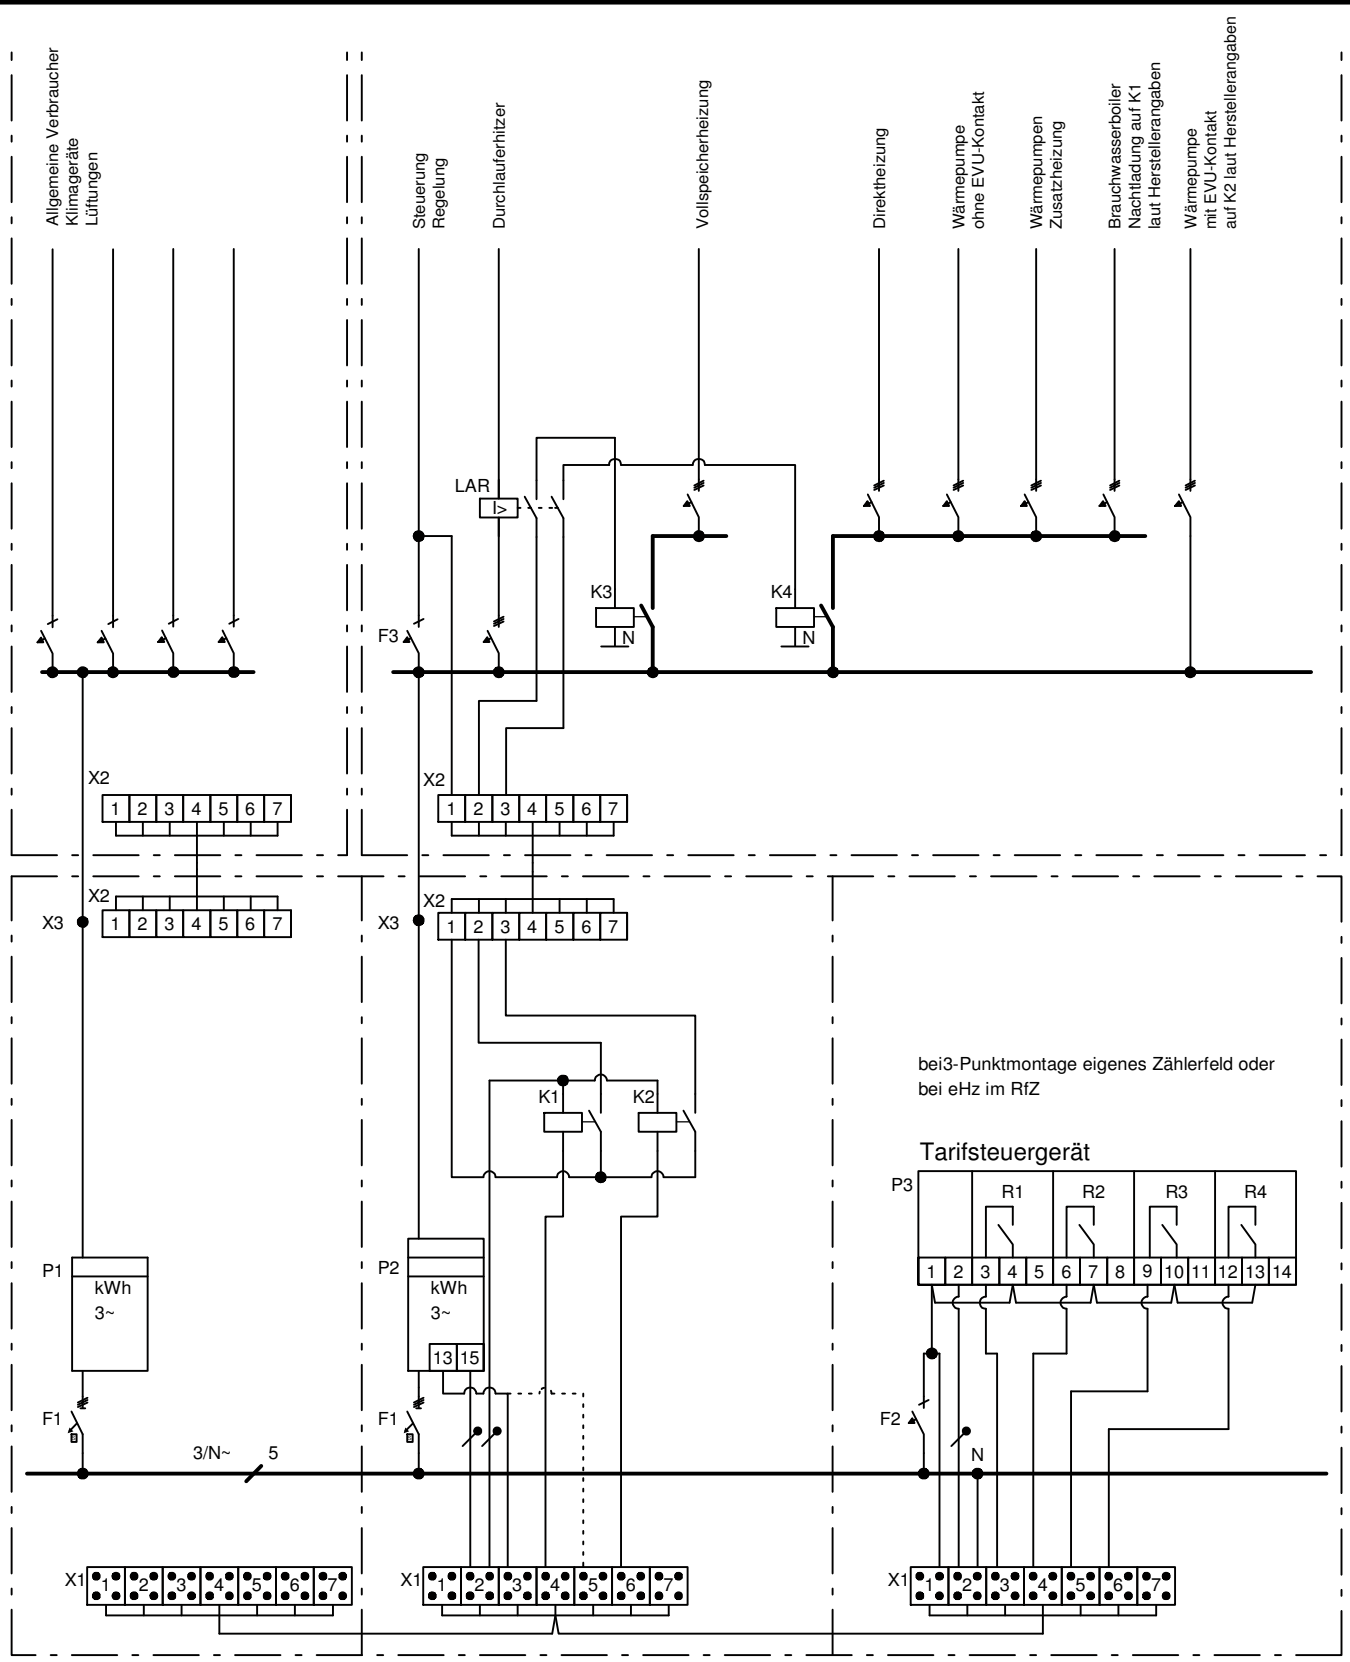 Allgemeine Verbraucher
Klimageräte
Lüftungen
Steuerung
Regelung
Durchlauferhitzer
Vollspeicherheizung
Direktheizung
Wärmepumpe
ohne EVU-Kontakt
Wärmepumpen
Zusatzheizung
Brauchwasserboiler
Nachtladung auf K1
laut Herstellerangaben
Wärmepumpe
mit EVU-Kontakt
auf K2 laut Herstellerangaben
LAR
I>
K3
K4
F3
N
N
X2
1 2 3 4 5 6 7
X2
1 2 3 4 5 6 7
X2
X3
1 2 3 4 5 6 7
X2
X3
1 2 3 4 5 6 7
bei3-Punktmontage eigenes Zählerfeld oder
bei eHz im RfZ
K1
K2
Tarifsteuergerät
P3
R1 R2 R3 R4
1 2 3 4 5 6 7 8 9 10 11 12 13 14
P1
kWh
3~
P2
kWh
3~
13 15
F1
F1
F2
3/N~ 5
N
X1
1 2 3 4 5 6 7
X1
1 2 3 4 5 6 7
X1
1 2 3 4 5 6 7